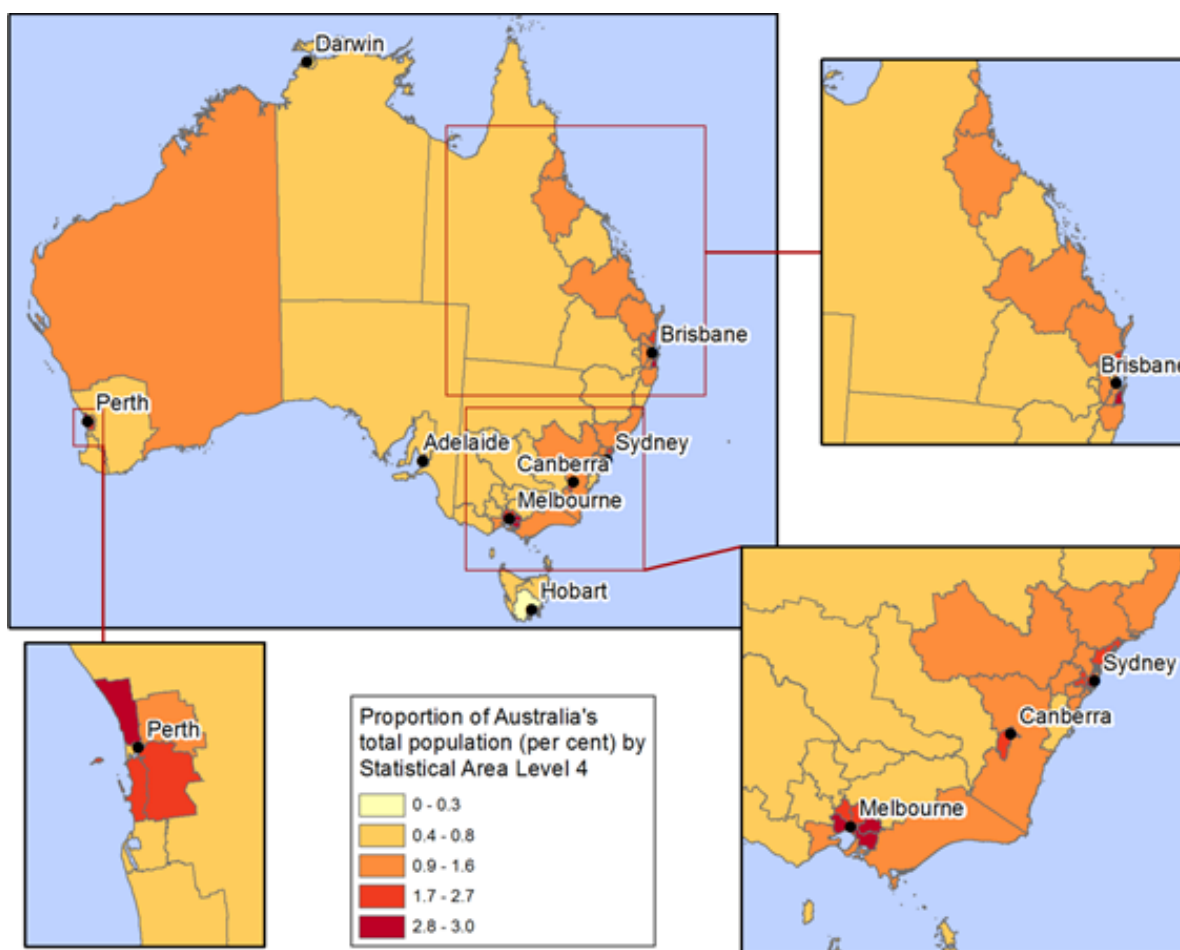 Darwin
Brisbane
Perth
Adelaide
Sydney
Canberra
Melbourne
Hobart
Brisbane
Perth
Proportion of Australia's
total population (per cent) by
Statistical Area Level 4
0 - 0.3
0.4 - 0.8
0.9 - 1.6
1.7 - 2.7
2.8 - 3.0
Sydney
Canberra
Melbourne